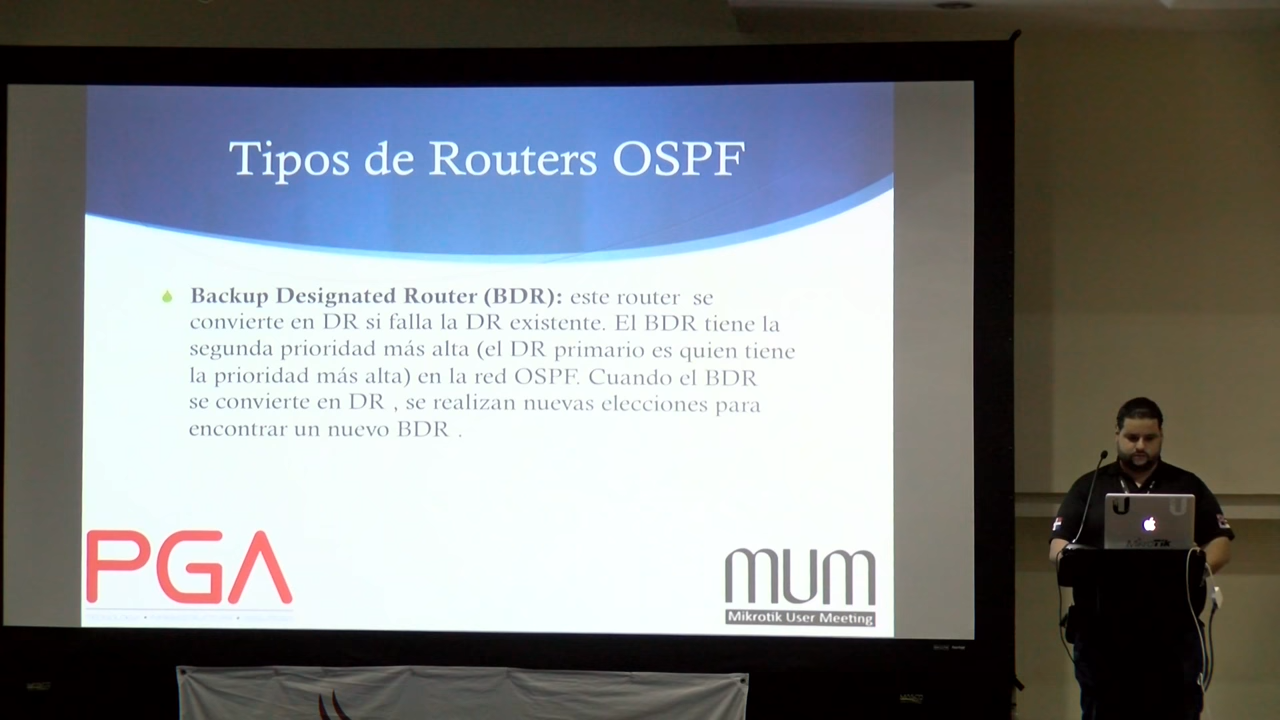 Tipos de Routers OSPF
Backup Designated Router (BDR): este router se
convierte en DR si falla la DR existente. El BDR tiene la
segunda prioridad más alta (el DR primario es quien tiene
la prioridad más alta) en la red OSPF. Cuando el BDR
se convierte en DR , se realizan nuevas elecciones para
encontrar un nuevo BDR .
PGA
mum
Mikrotik User Meeting